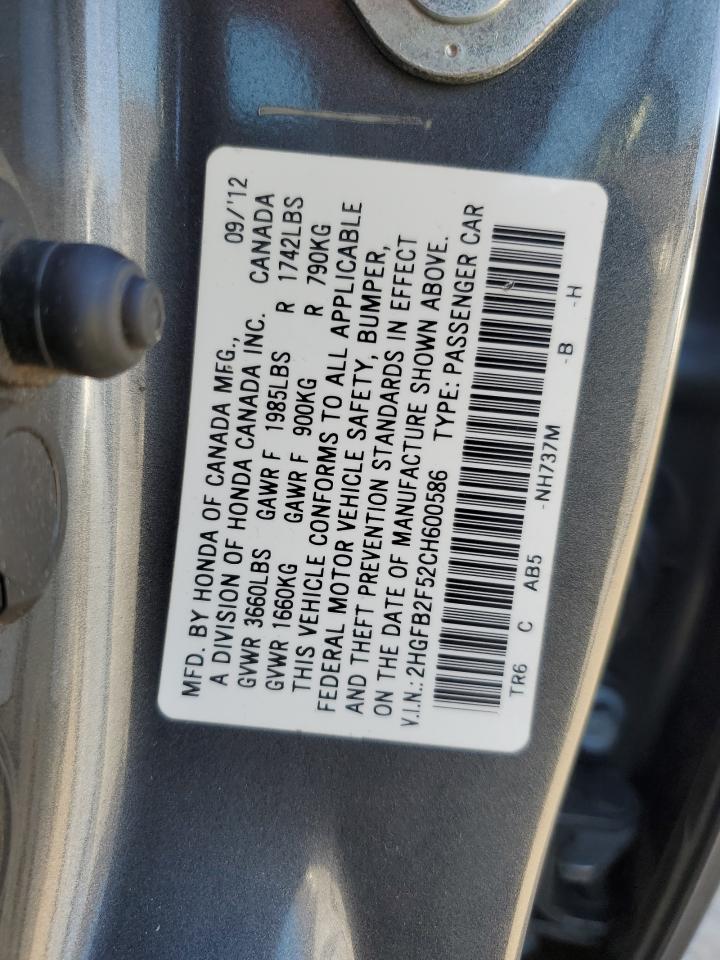 MFD. BY HONDA OF CANADA MFG., 09/'12
A DIVISION OF HONDA CANADA INC. CANADA
GVWR 3660LBS GAWR F 1985LBS R 1742LBS
GVWR 1660KG GAWR F 900KG R 790KG
THIS VEHICLE CONFORMS TO ALL APPLICABLE
FEDERAL MOTOR VEHICLE SAFETY, BUMPER,
AND THEFT PREVENTION STANDARDS IN EFFECT
ON THE DATE OF MANUFACTURE SHOWN ABOVE.
V.I.N.: 2HGFB2F52CH600586 TYPE: PASSENGER CAR
TR6 C AB5 -NH737M -B -H